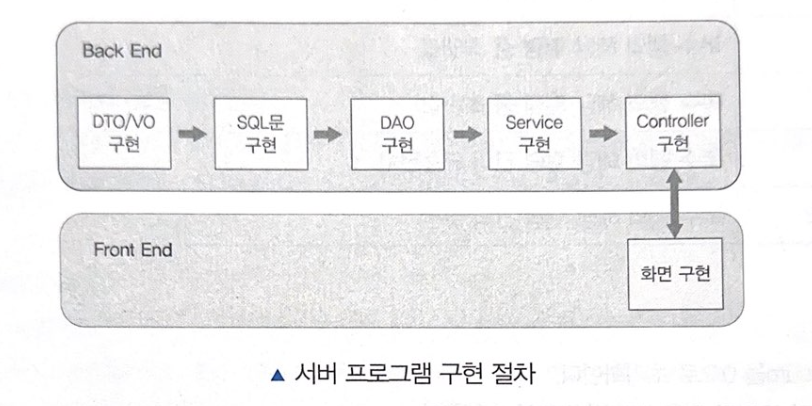 Back End
DTO/VO
구현
SQL문
구현
DAO
구현
Service
구현
Controller
구현
Front End
화면 구현
▲ 서버 프로그램 구현 절차